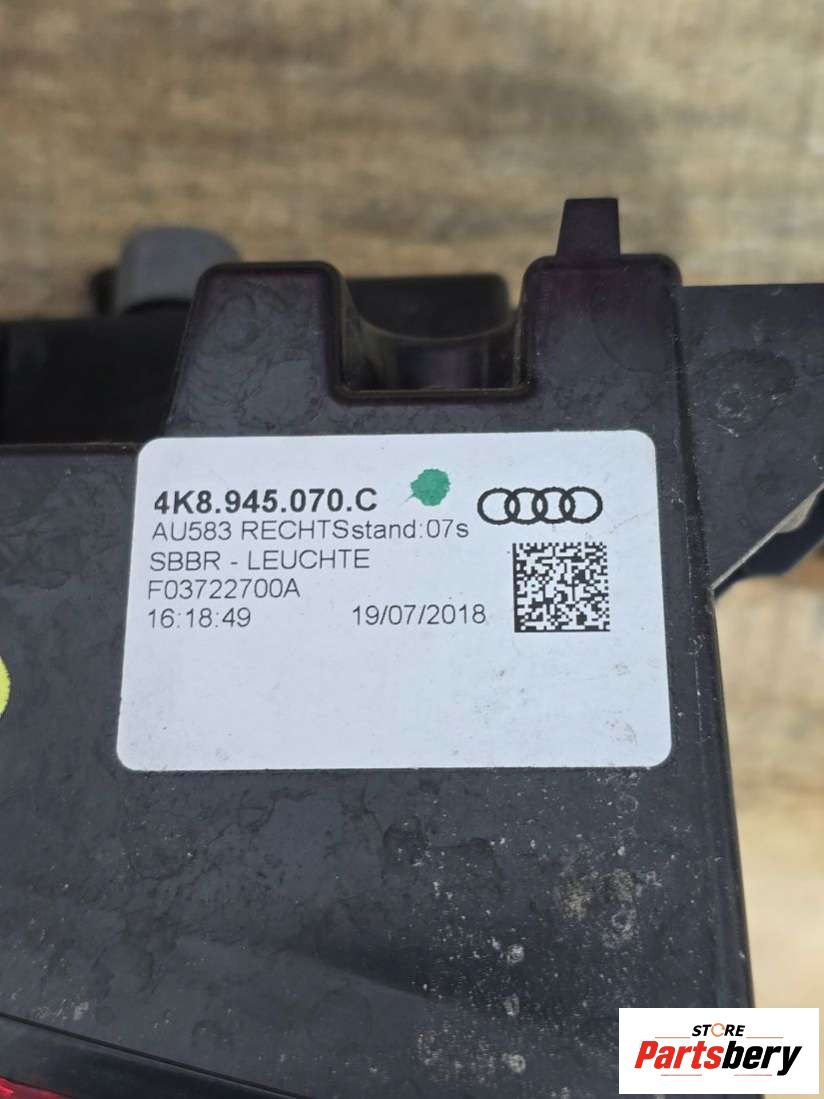 4K8.945.070.C
AU583 RECHTSstand:07s
SBBR - LEUCHTE
F03722700A
16:18:49 19/07/2018
STORE
Partsbery